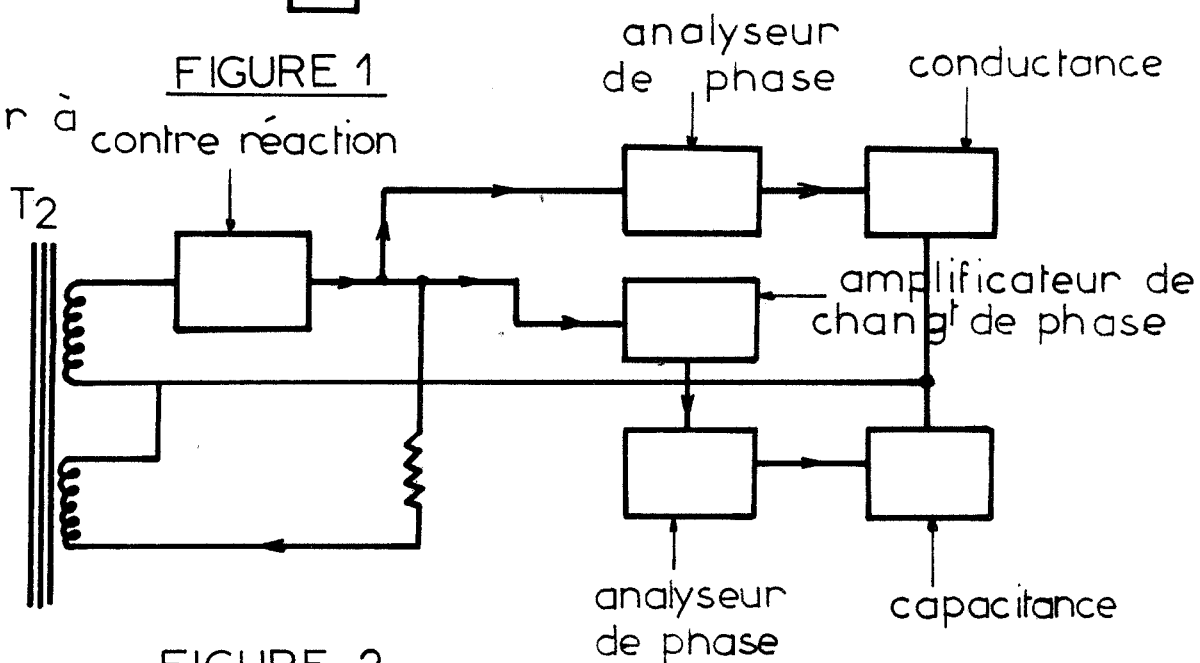 FIGURE 1
r à
contre réaction
T2
analyseur
de phase
conductance
amplificateur de
changt de phase
analyseur
de phase
capacitance
FIGURE 2